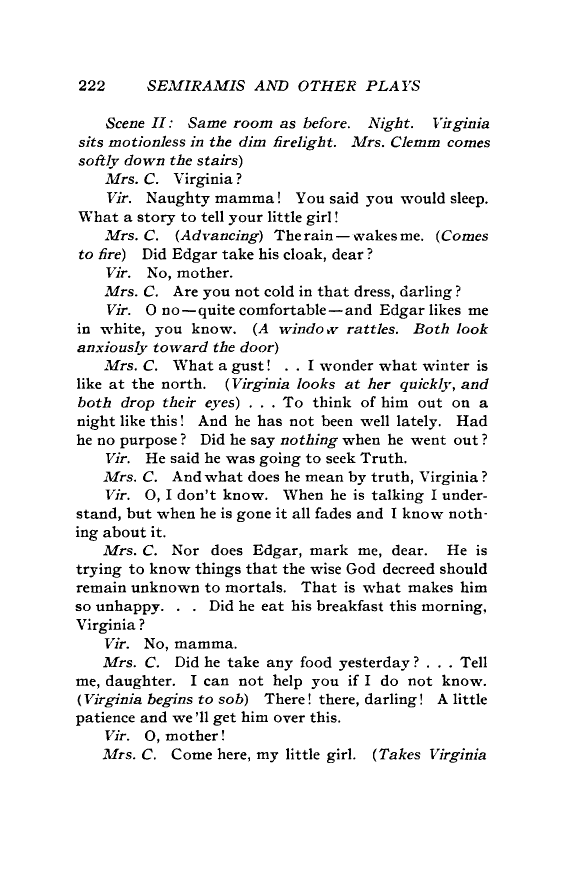 222 SEMIRAMIS AND OTHER PLAYS
Scene II: Same room as before. Night. Virginia
sits motionless in the dim firelight. Mrs. Clemm comes
softly down the stairs)
Mrs. C. Virginia?
Vir. Naughty mamma! You said you would sleep.
What a story to tell your little girl!
Mrs. C. (Advancing) The rain—wakes me. (Comes
to fire) Did Edgar take his cloak, dear?
Vir. No, mother.
Mrs. C. Are you not cold in that dress, darling?
Vir. O no—quite comfortable—and Edgar likes me
in white, you know. (A window rattles. Both look
anxiously toward the door)
Mrs. C. What a gust! . . I wonder what winter is
like at the north. (Virginia looks at her quickly, and
both drop their eyes) . . . To think of him out on a
night like this! And he has not been well lately. Had
he no purpose? Did he say nothing when he went out?
Vir. He said he was going to seek Truth.
Mrs. C. And what does he mean by truth, Virginia?
Vir. O, I don't know. When he is talking I under-
stand, but when he is gone it all fades and I know noth-
ing about it.
Mrs. C. Nor does Edgar, mark me, dear. He is
trying to know things that the wise God decreed should
remain unknown to mortals. That is what makes him
so unhappy. . . Did he eat his breakfast this morning,
Virginia?
Vir. No, mamma.
Mrs. C. Did he take any food yesterday? . . . Tell
me, daughter. I can not help you if I do not know.
(Virginia begins to sob) There! there, darling! A little
patience and we'll get him over this.
Vir. O, mother!
Mrs. C. Come here, my little girl. (Takes Virginia